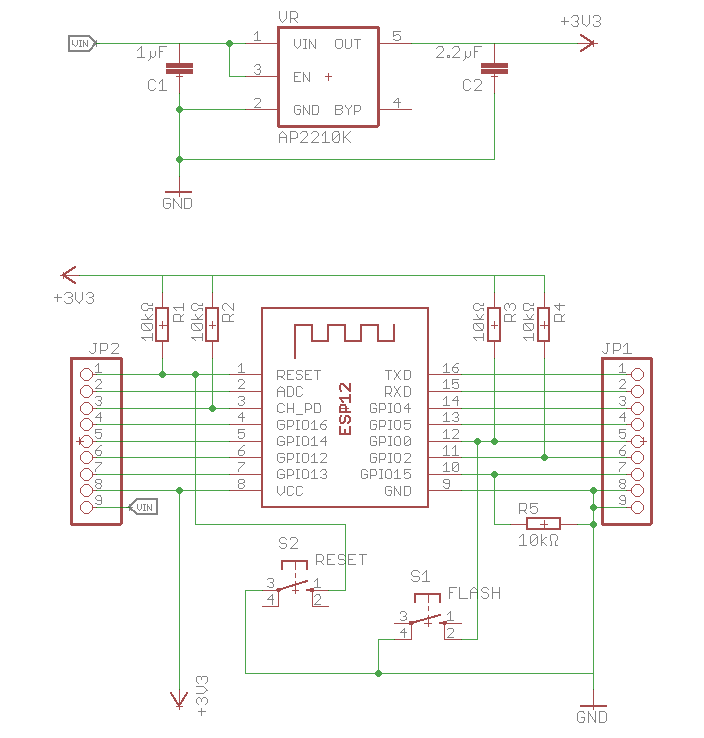 VR
+3V3
VIN
1
VIN
OUT
5
1µF
2.2µF
3
EN
C1
C2
2
GND
BYP
4
AP2210K
GND
+3V3
10kΩ
R1
10kΩ
R2
10kΩ
R3
10kΩ
R4
JP2
JP1
ESP12
1
1
RESET
TXD
16
1
2
2
ADC
RXD
15
2
3
3
CH_PD
GPIO4
14
3
4
4
GPIO16
GPIO5
13
4
5
5
GPIO14
GPIO0
12
5
6
6
GPIO12
GPIO2
11
6
7
7
GPIO13
GPIO15
10
7
8
8
VCC
GND
9
8
9
VIN
9
R5
10kΩ
S2
RESET
3
1
4
2
S1
FLASH
3
1
4
2
+3V3
GND